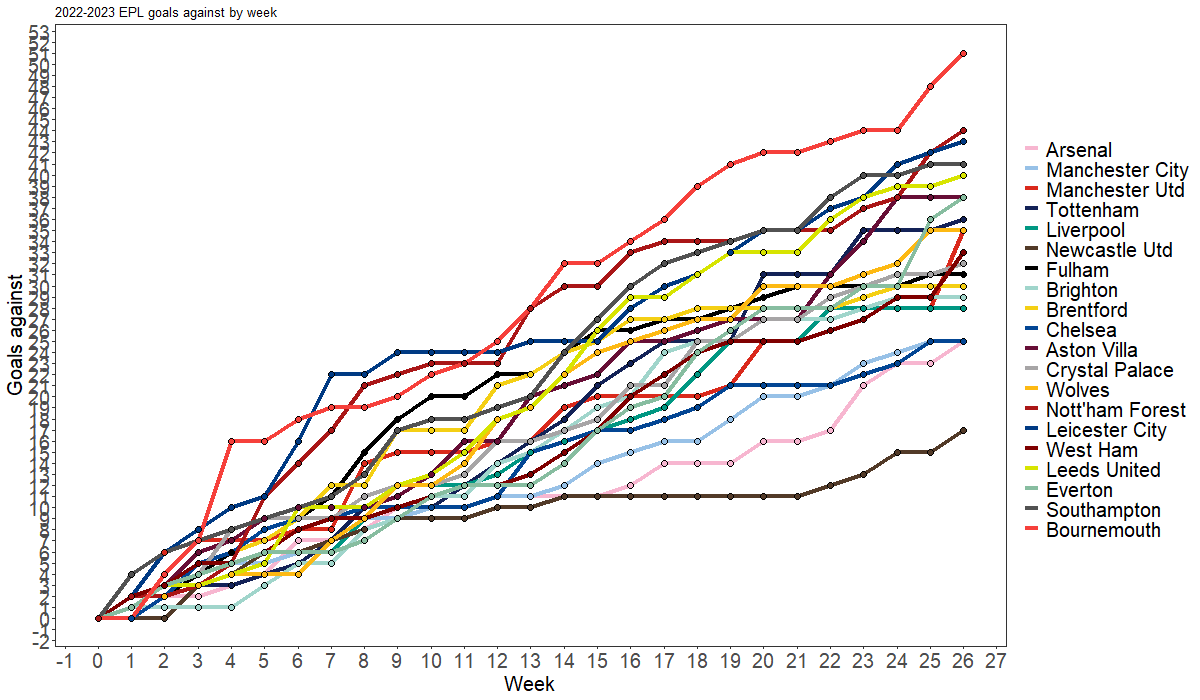 2022-2023 EPL goals against by week
53
52
51
50
49
48
47
46
45
44
43
42
41
40
39
38
37
36
35
34
33
32
31
30
29
28
27
26
25
24
23
22
21
20
19
18
17
16
15
14
13
12
11
10
9
8
7
6
5
4
3
2
1
0
-1
-2
Goals against
-1 0 1 2 3 4 5 6 7 8 9 10 11 12 13 14 15 16 17 18 19 20 21 22 23 24 25 26 27
Week
Arsenal
Manchester City
Manchester Utd
Tottenham
Liverpool
Newcastle Utd
Fulham
Brighton
Brentford
Chelsea
Aston Villa
Crystal Palace
Wolves
Nott'ham Forest
Leicester City
West Ham
Leeds United
Everton
Southampton
Bournemouth